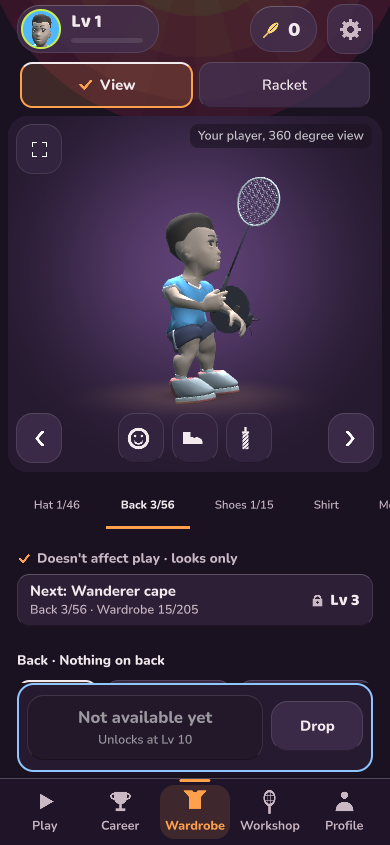 Lv 1
0
View
Racket
Your player, 360 degree view
Hat 1/46
Back 3/56
Shoes 1/15
Shirt
Doesn't affect play · looks only
Next: Wanderer cape
Back 3/56 · Wardrobe 15/205
Lv 3
Back · Nothing on back
Not available yet
Unlocks at Lv 10
Drop
Play
Career
Wardrobe
Workshop
Profile